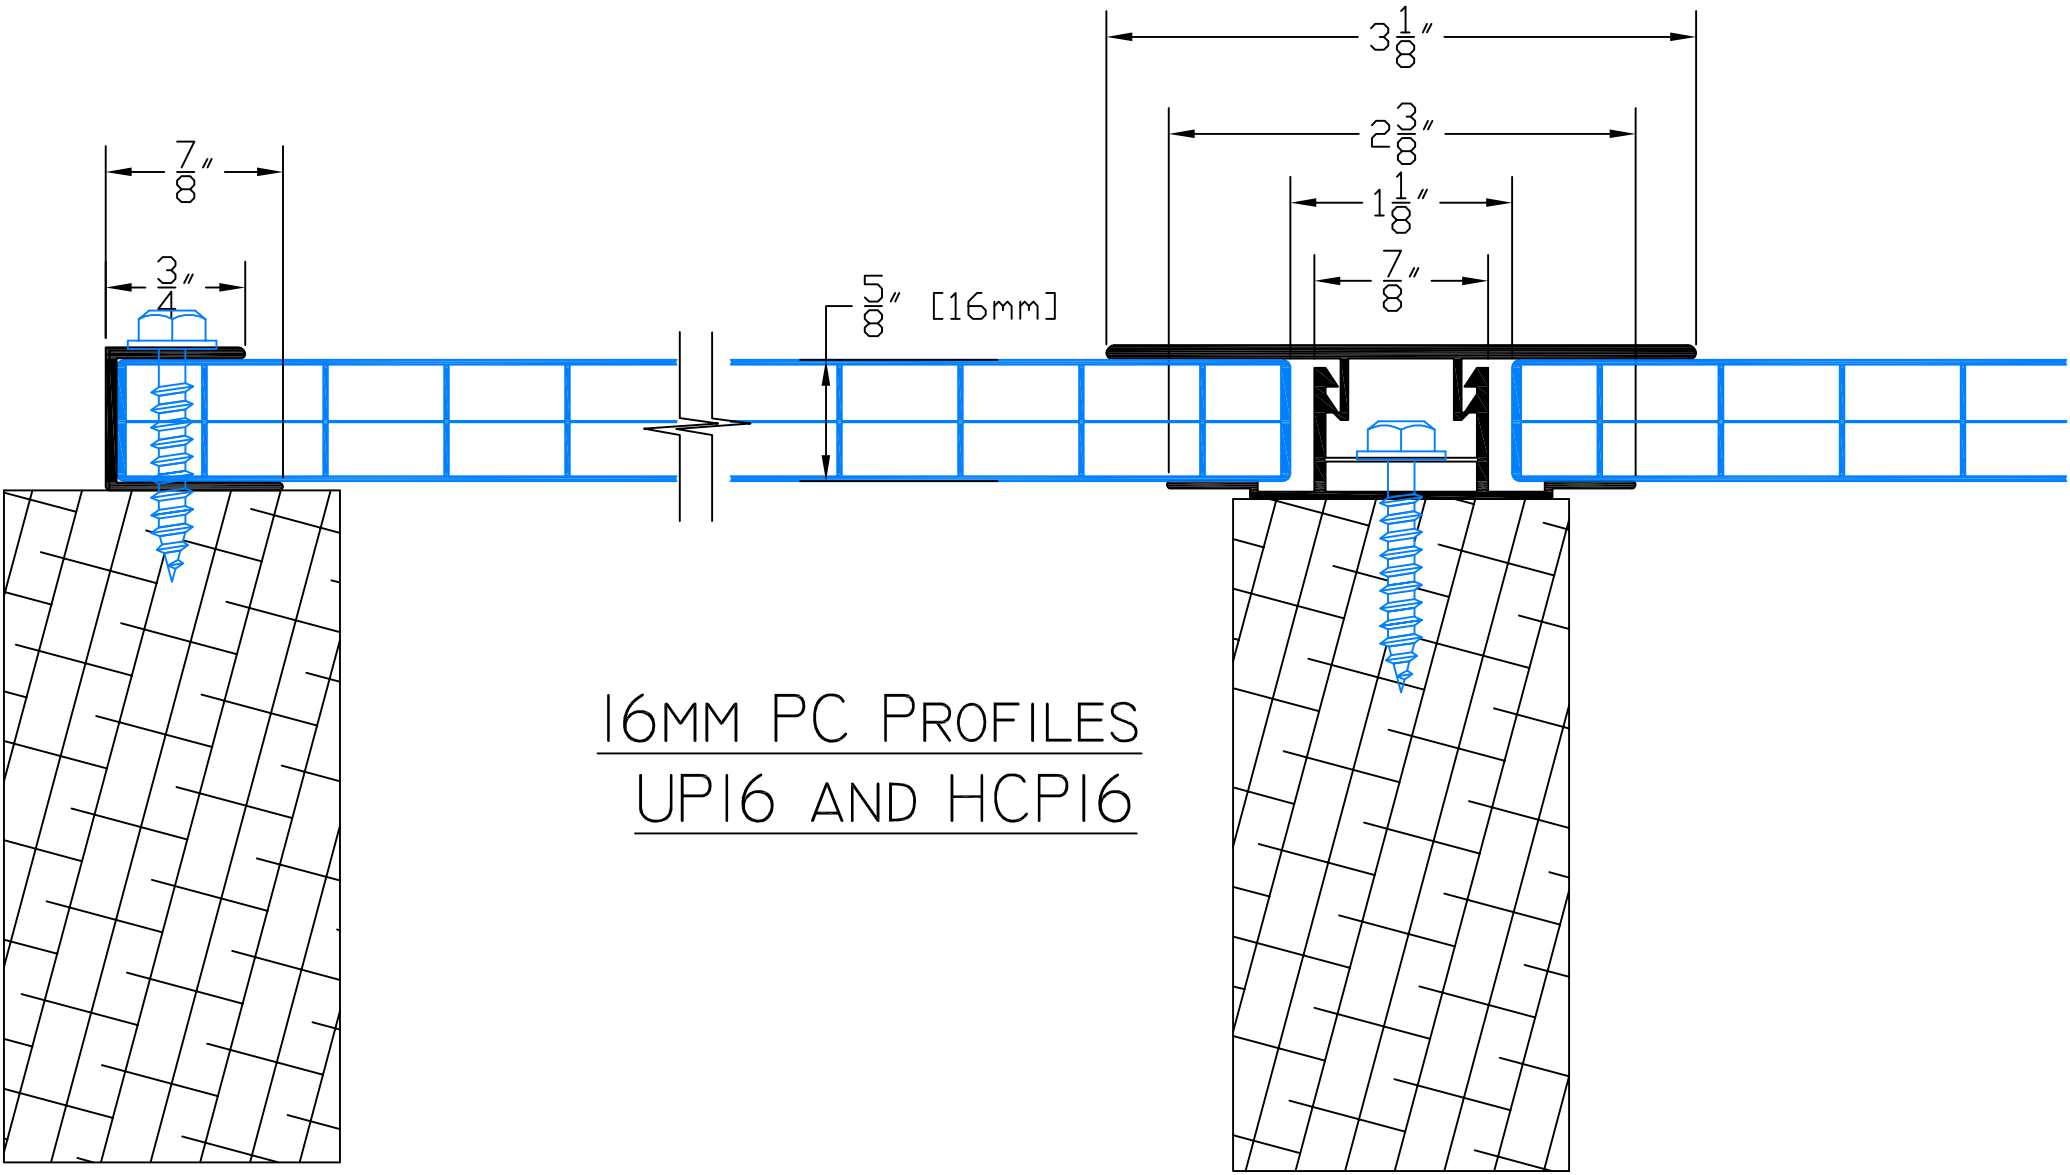 3 1/8"
2 3/8"
1 1/8"
7/8"
7/8"
3/4"
5/8" [16mm]
16MM PC PROFILES
UP16 AND HCP16